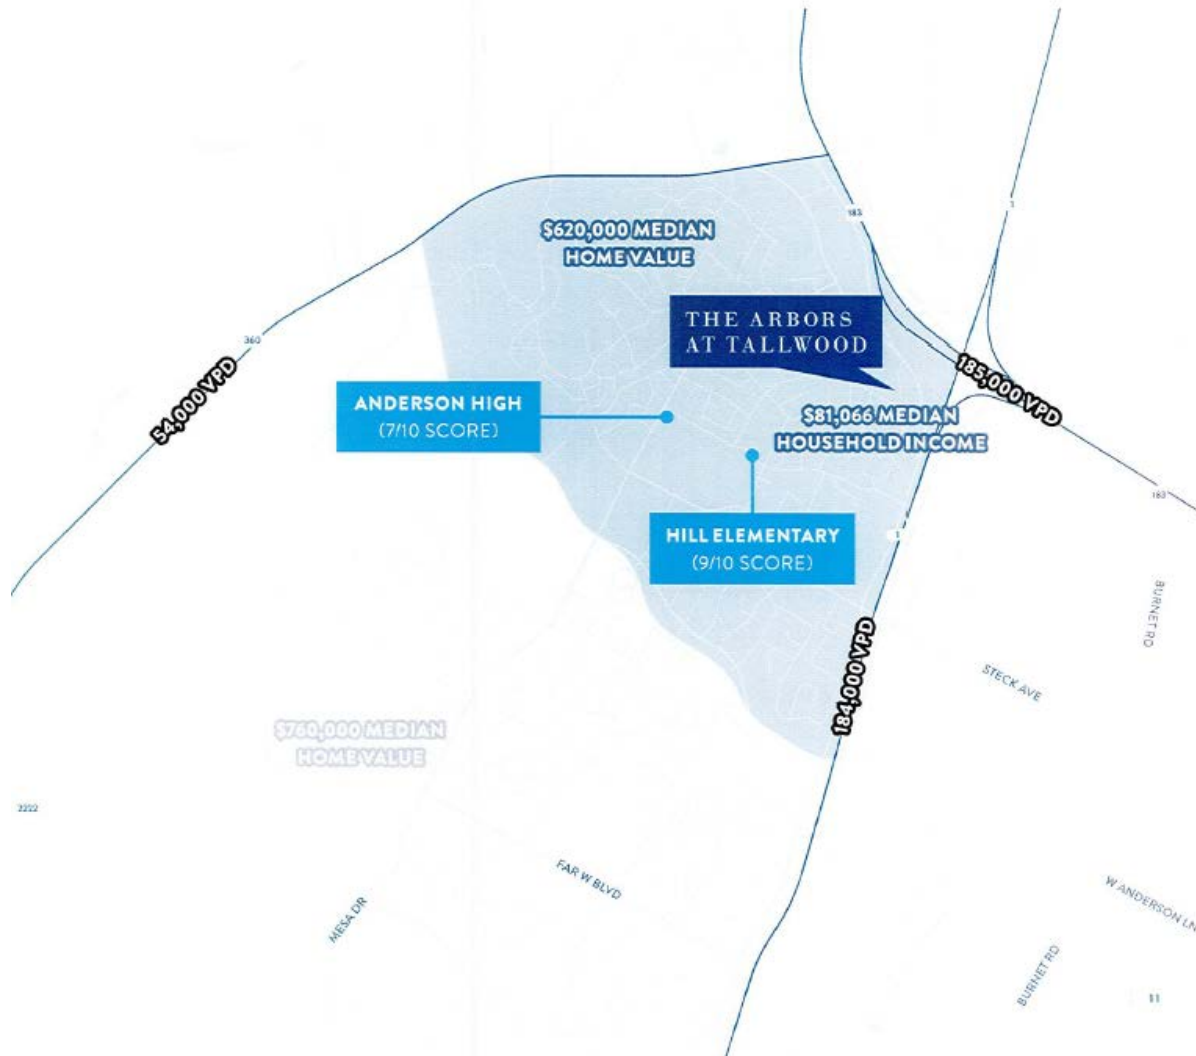 183
1
$620,000 MEDIAN
HOME VALUE
THE ARBORS
AT TALLWOOD
360
54,000 VPD
185,000 VPD
ANDERSON HIGH
(7/10 SCORE)
$81,066 MEDIAN
HOUSEHOLD INCOME
183
HILL ELEMENTARY
(9/10 SCORE)
1
BURNET RD
184,000 VPD
STECK AVE
$760,000 MEDIAN
HOME VALUE
2222
FAR W BLVD
MESA DR
W ANDERSON LN
BURNET RD
11